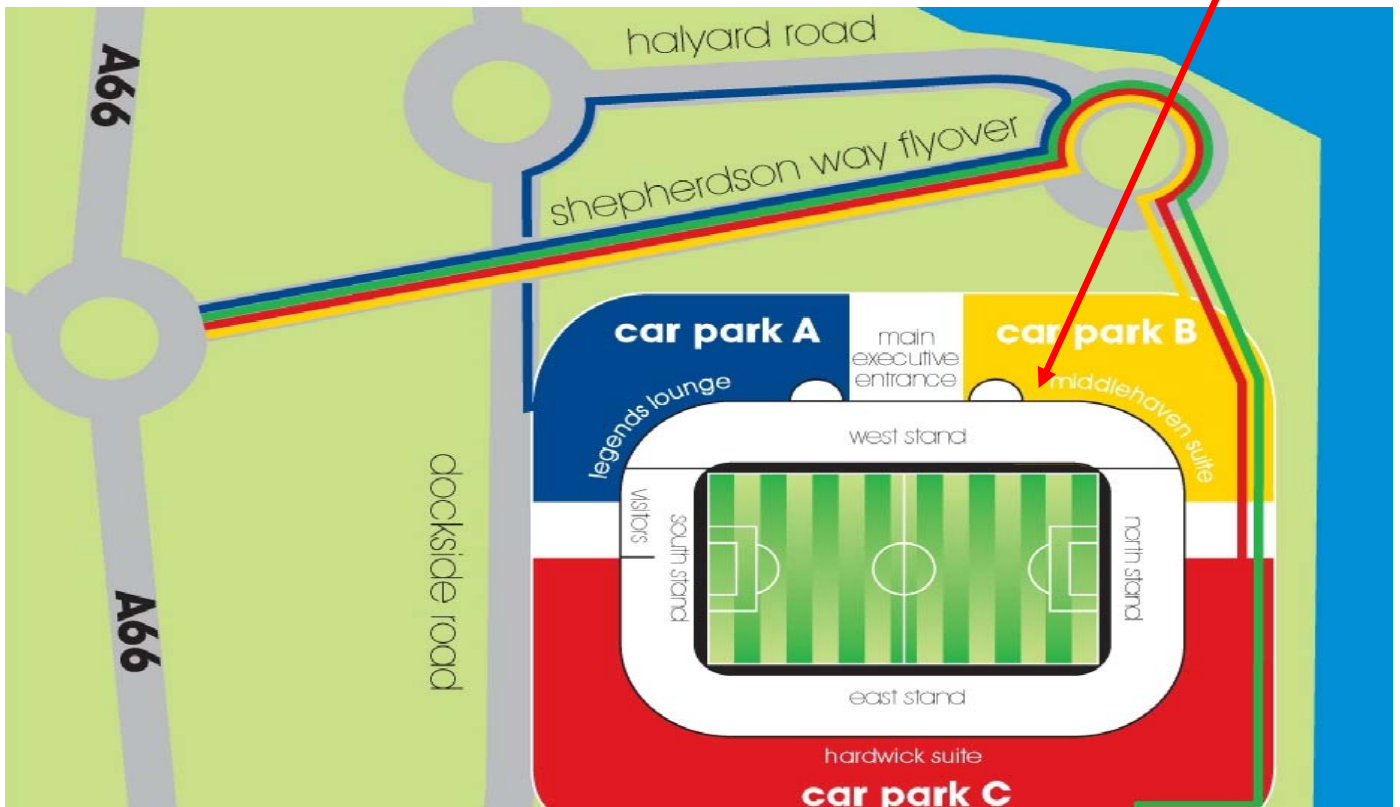 halyard road
A66
shepherdson way flyover
car park A
main
executive
entrance
car park B
legends lounge
middlehaven suite
west stand
dockside road
visitors
south stand
north stand
A66
east stand
hardwick suite
car park C